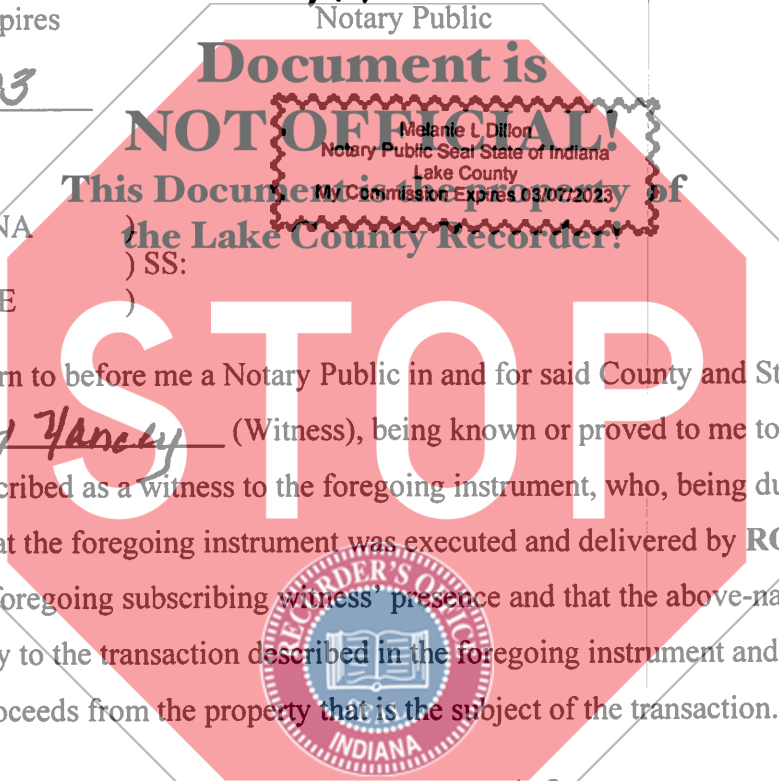 pires Notary Public
Document is
3
NOT OFFICIAL!
Melanie L Dillon
Notary Public Seal State of Indiana
Lake County
My Commission Expires 03/07/2023
This Document is the property of
the Lake County Recorder!
NA )
) SS:
E )
STOP
rn to before me a Notary Public in and for said County and St
Yancey (Witness), being known or proved to me to
cribed as a witness to the foregoing instrument, who, being du
at the foregoing instrument was executed and delivered by RO
foregoing subscribing witness' presence and that the above-na
y to the transaction described in the foregoing instrument and
oceeds from the property that is the subject of the transaction.
RECORDER'S OFFICE
INDIANA